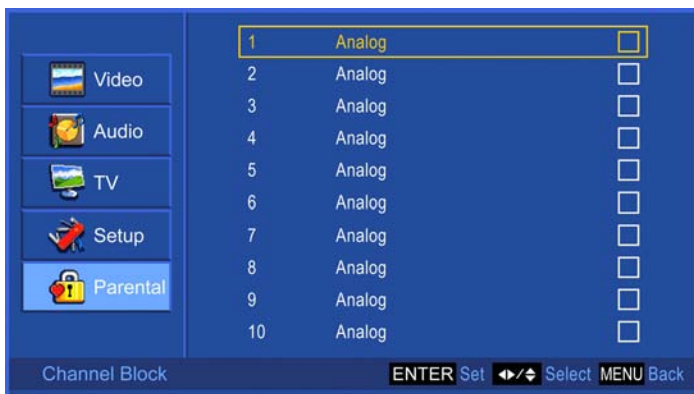 Video
Audio
TV
Setup
Parental
1 Analog
2 Analog
3 Analog
4 Analog
5 Analog
6 Analog
7 Analog
8 Analog
9 Analog
10 Analog
Channel Block ENTER Set Select MENU Back